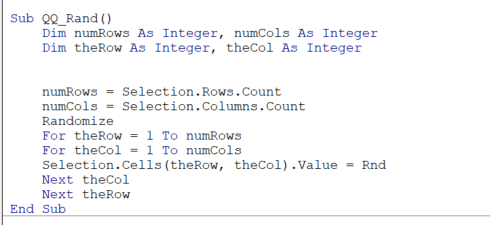 Sub QQ_Rand()
Dim numRows As Integer, numCols As Integer
Dim theRow As Integer, theCol As Integer
numRows = Selection.Rows.Count
numCols = Selection.Columns.Count
Randomize
For theRow = 1 To numRows
For theCol = 1 To numCols
Selection.Cells(theRow, theCol).Value = Rnd
Next theCol
Next theRow
End Sub